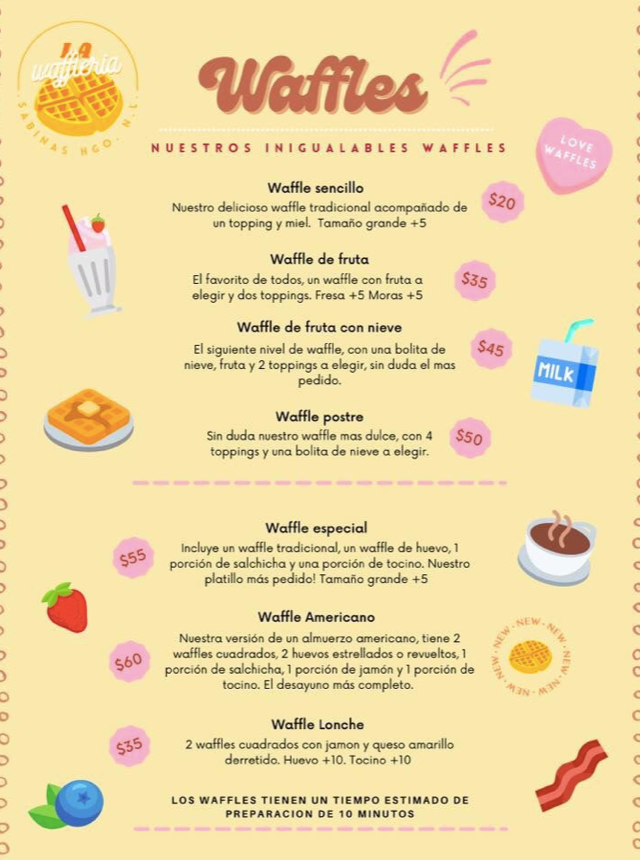 LA
waffleria
SABINAS HGO. N.L.
Waffles
NUESTROS INIGUALABLES WAFFLES
LOVE
WAFFLES
Waffle sencillo
Nuestro delicioso waffle tradicional acompañado de
un topping y miel. Tamaño grande +5
$20
Waffle de fruta
El favorito de todos, un waffle con fruta a
elegir y dos toppings. Fresa +5 Moras +5
$35
Waffle de fruta con nieve
El siguiente nivel de waffle, con una bolita de
nieve, fruta y 2 toppings a elegir, sin duda el mas
pedido.
$45
MILK
Waffle postre
Sin duda nuestro waffle mas dulce, con 4
toppings y una bolita de nieve a elegir.
$50
Waffle especial
Incluye un waffle tradicional, un waffle de huevo, 1
porción de salchicha y una porción de tocino. Nuestro
platillo más pedido! Tamaño grande +5
$55
Waffle Americano
Nuestra versión de un almuerzo americano, tiene 2
waffles cuadrados, 2 huevos estrellados o revueltos, 1
porción de salchicha, 1 porción de jamón y 1 porción de
tocino. El desayuno más completo.
$60
NEW · NEW · NEW · NEW · NEW · NEW · NEW ·
Waffle Lonche
2 waffles cuadrados con jamon y queso amarillo
derretido. Huevo +10. Tocino +10
$35
LOS WAFFLES TIENEN UN TIEMPO ESTIMADO DE
PREPARACION DE 10 MINUTOS